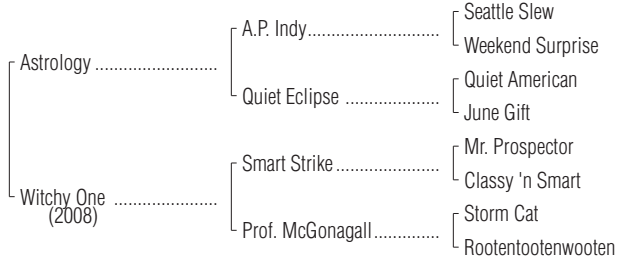 Seattle Slew
A.P. Indy..............................
Weekend Surprise
Astrology ............................
Quiet American
Quiet Eclipse ......................
June Gift
Mr. Prospector
Smart Strike........................
Classy 'n Smart
Witchy One ........................
(2008)
Storm Cat
Prof. McGonagall...............
Rootentootenwooten